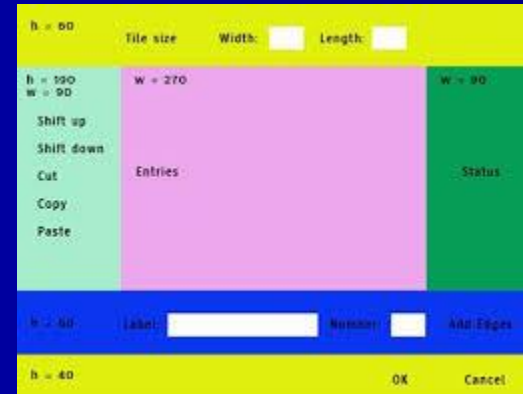 h = 60
Tile size Width: Length:
h = 190
w = 90
w = 270
w = 90
Shift up
Shift down
Cut
Entries
Status
Copy
Paste
h = 60 Label: Number: Add Edges
h = 40
OK Cancel